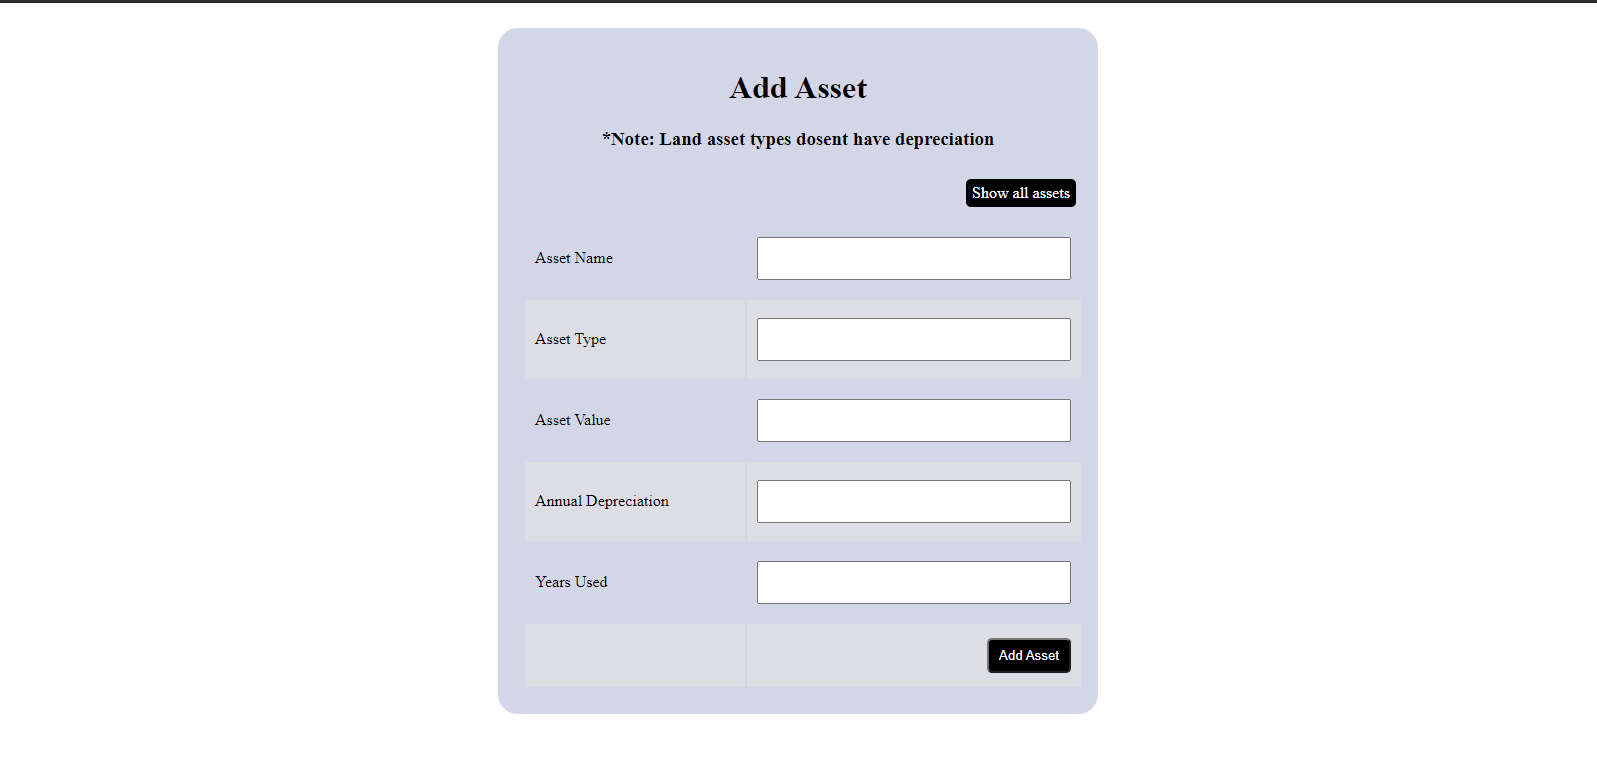 Add Asset
*Note: Land asset types dosent have depreciation
Show all assets
Asset Name
Asset Type
Asset Value
Annual Depreciation
Years Used
Add Asset